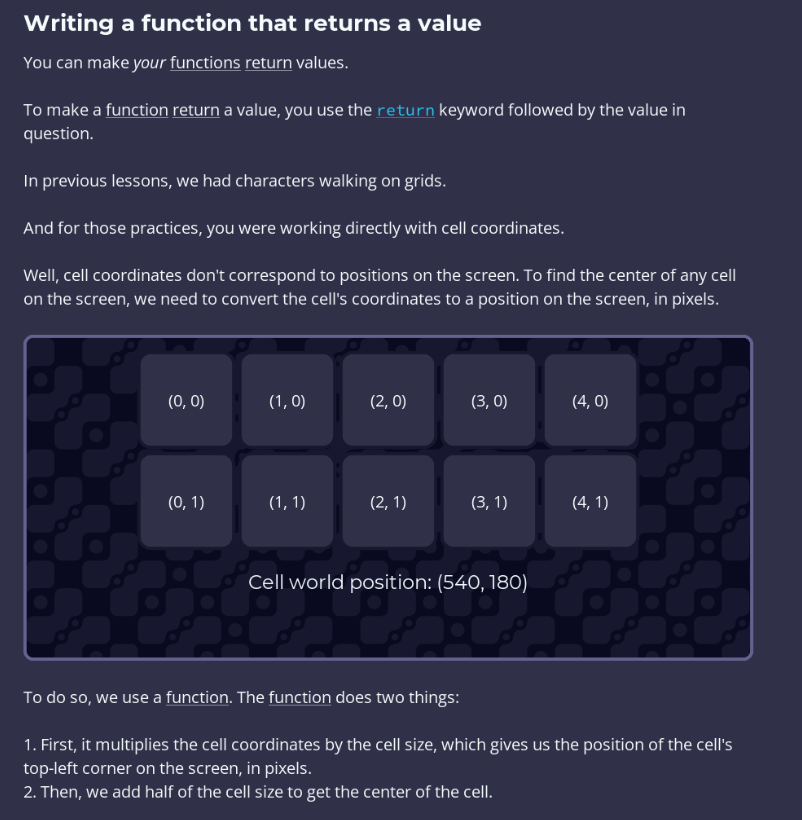 Writing a function that returns a value
You can make your functions return values.
To make a function return a value, you use the return keyword followed by the value in
question.
In previous lessons, we had characters walking on grids.
And for those practices, you were working directly with cell coordinates.
Well, cell coordinates don't correspond to positions on the screen. To find the center of any cell
on the screen, we need to convert the cell's coordinates to a position on the screen, in pixels.
(0, 0) (1, 0) (2, 0) (3, 0) (4, 0)
(0, 1) (1, 1) (2, 1) (3, 1) (4, 1)
Cell world position: (540, 180)
To do so, we use a function. The function does two things:
1. First, it multiplies the cell coordinates by the cell size, which gives us the position of the cell's
top-left corner on the screen, in pixels.
2. Then, we add half of the cell size to get the center of the cell.